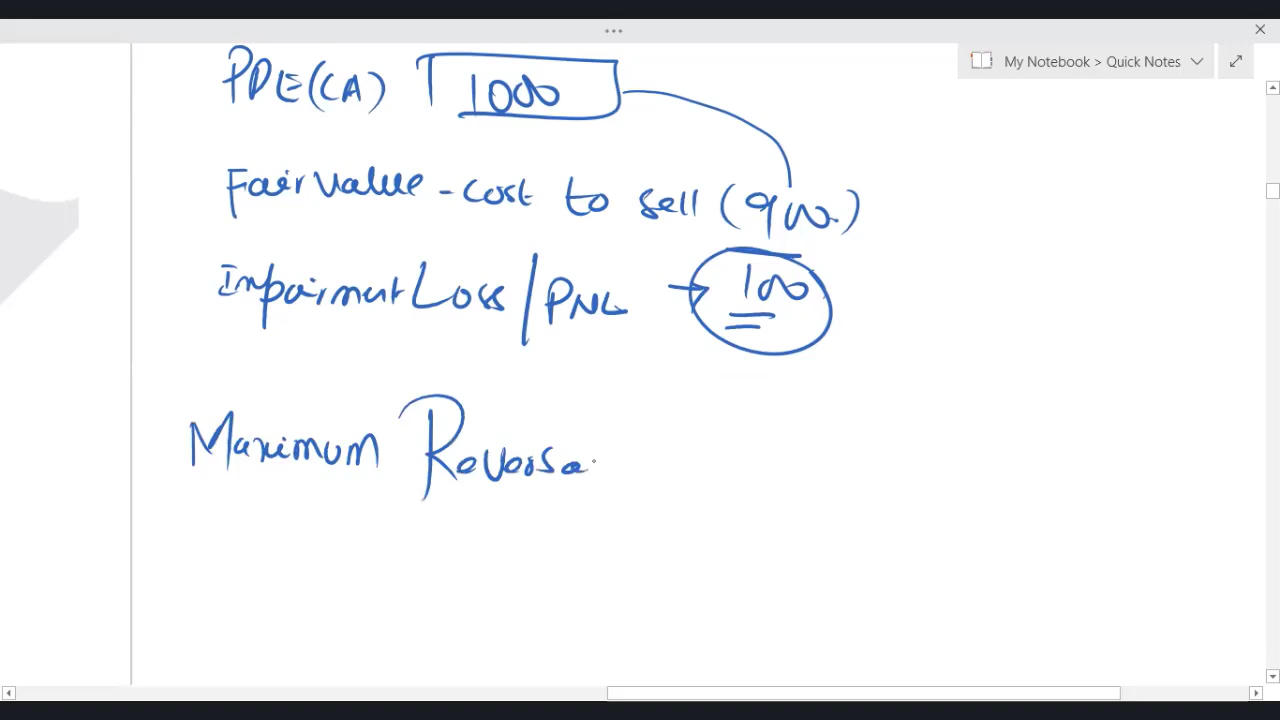 My Notebook > Quick Notes
PPE(CA) 1000
Fair Value - cost to sell (900)
Impairment Loss / PNL → 100
Maximum Reversa